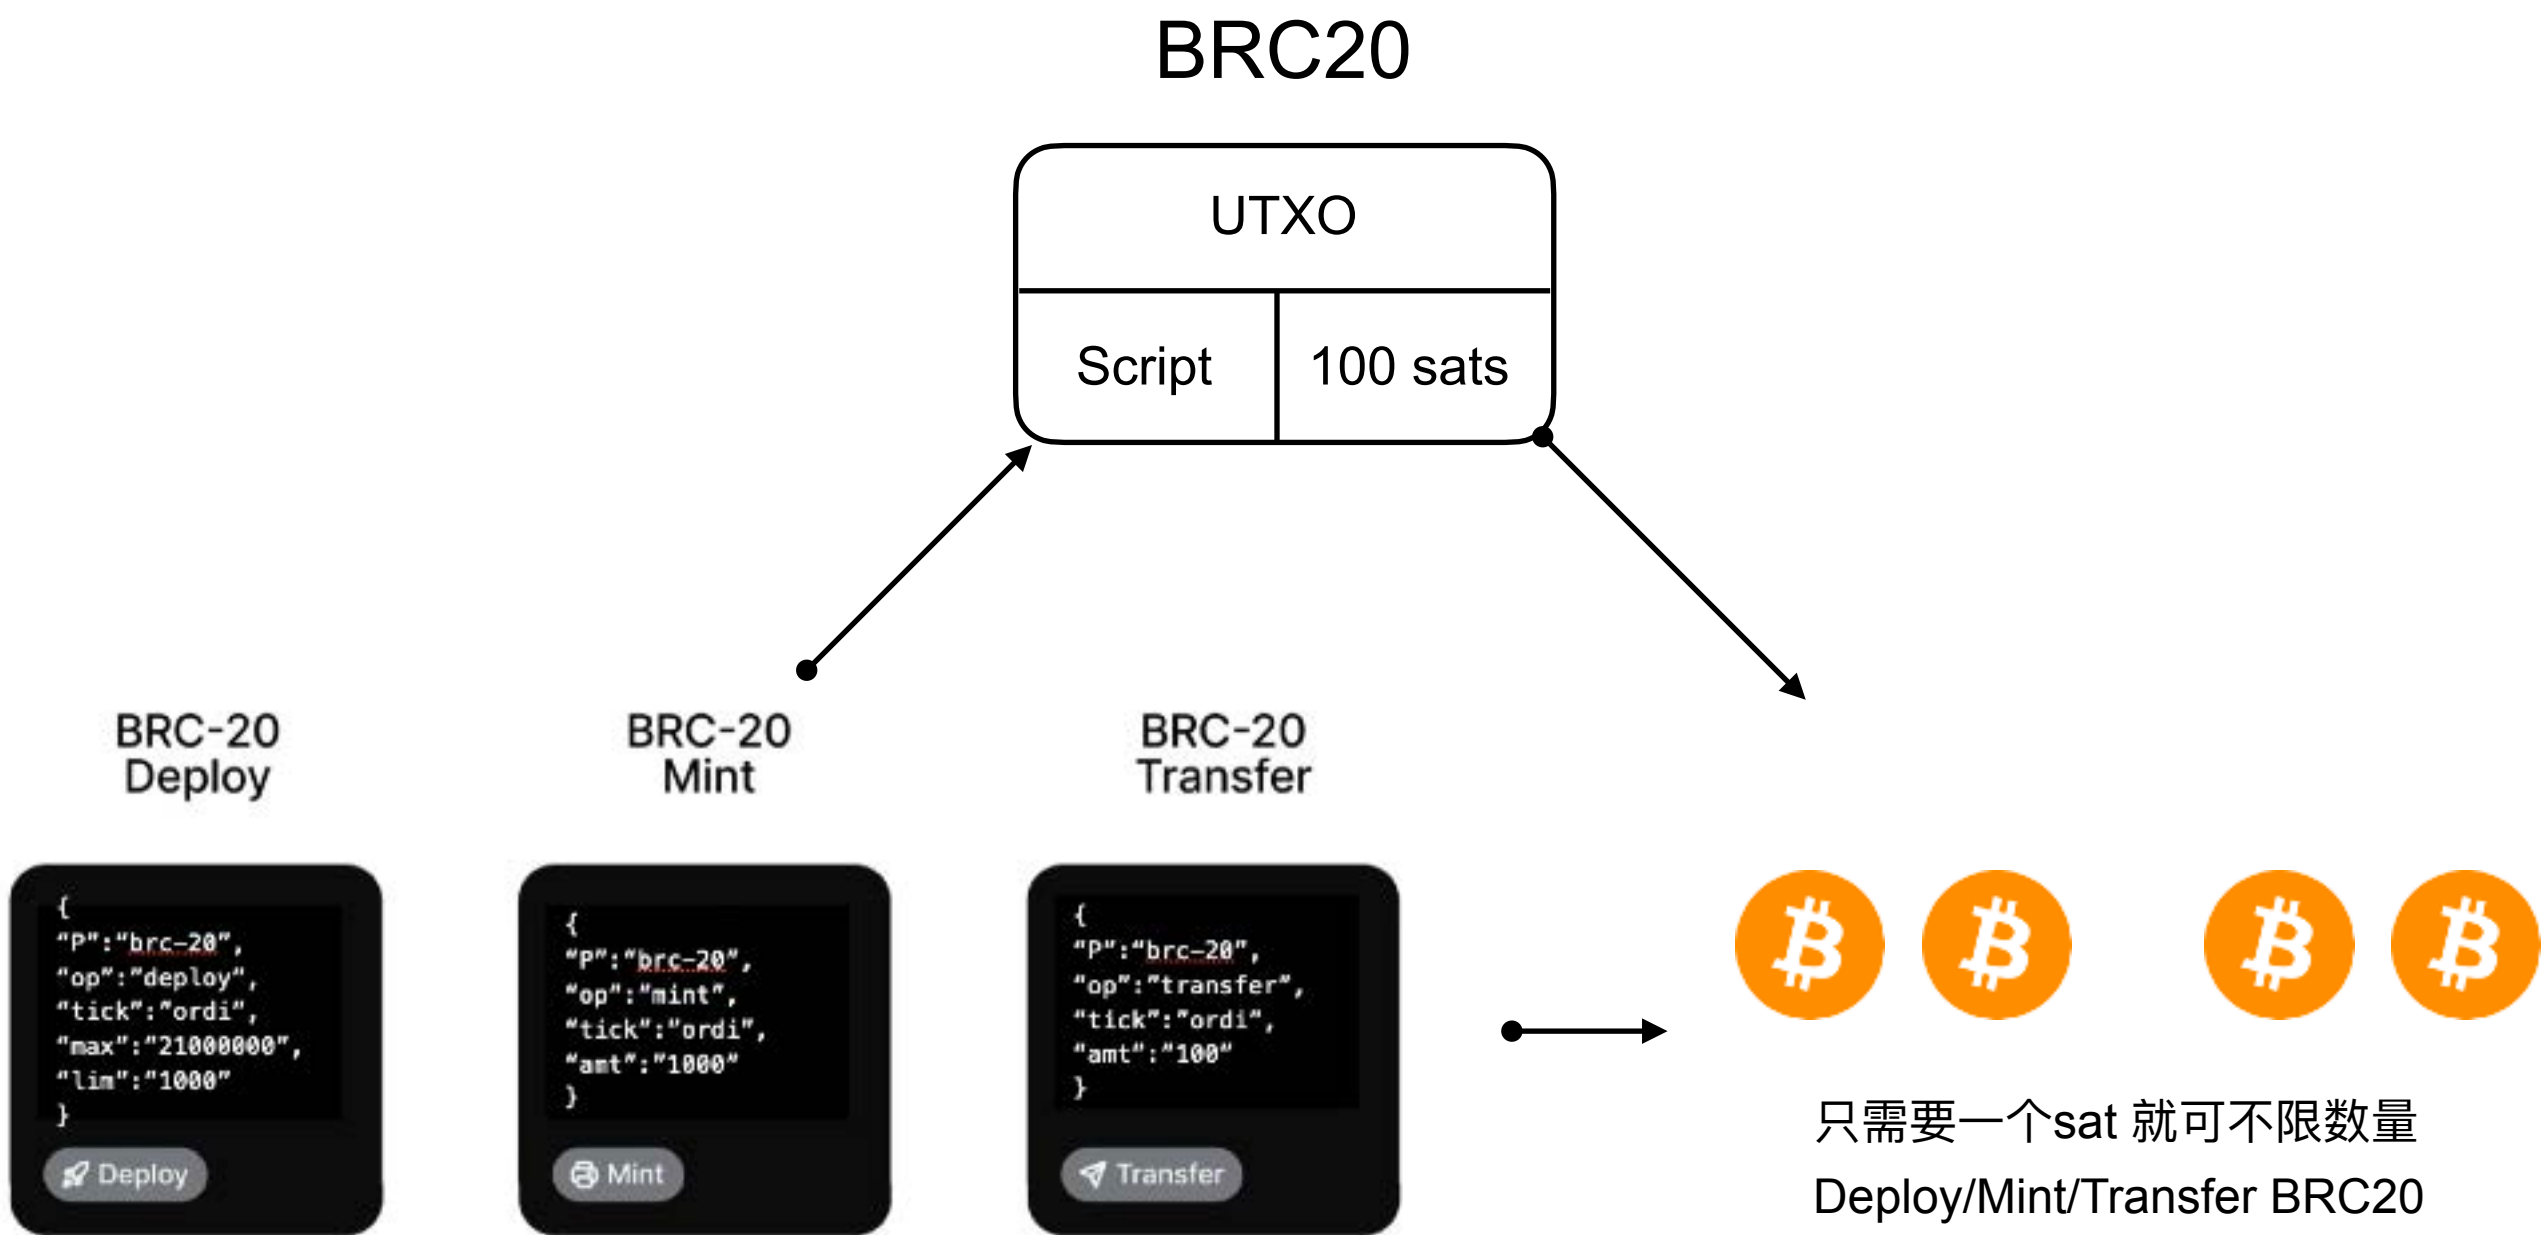 BRC20
UTXO
Script
100 sats
BRC-20
Deploy
{
“P”:“brc–20”,
“op”:”deploy”,
“tick”:”ordi”,
“max”:”21000000”,
“lim”:”1000”
}
Deploy
BRC-20
Mint
{
“P”:“brc–20”,
“op”:”mint”,
“tick”:”ordi”,
“amt”:”1000”
}
Mint
BRC-20
Transfer
{
“P”:“brc–20”,
“op”:”transfer”,
“tick”:”ordi”,
“amt”:”100”
}
Transfer
只需要一个sat 就可不限数量
Deploy/Mint/Transfer BRC20